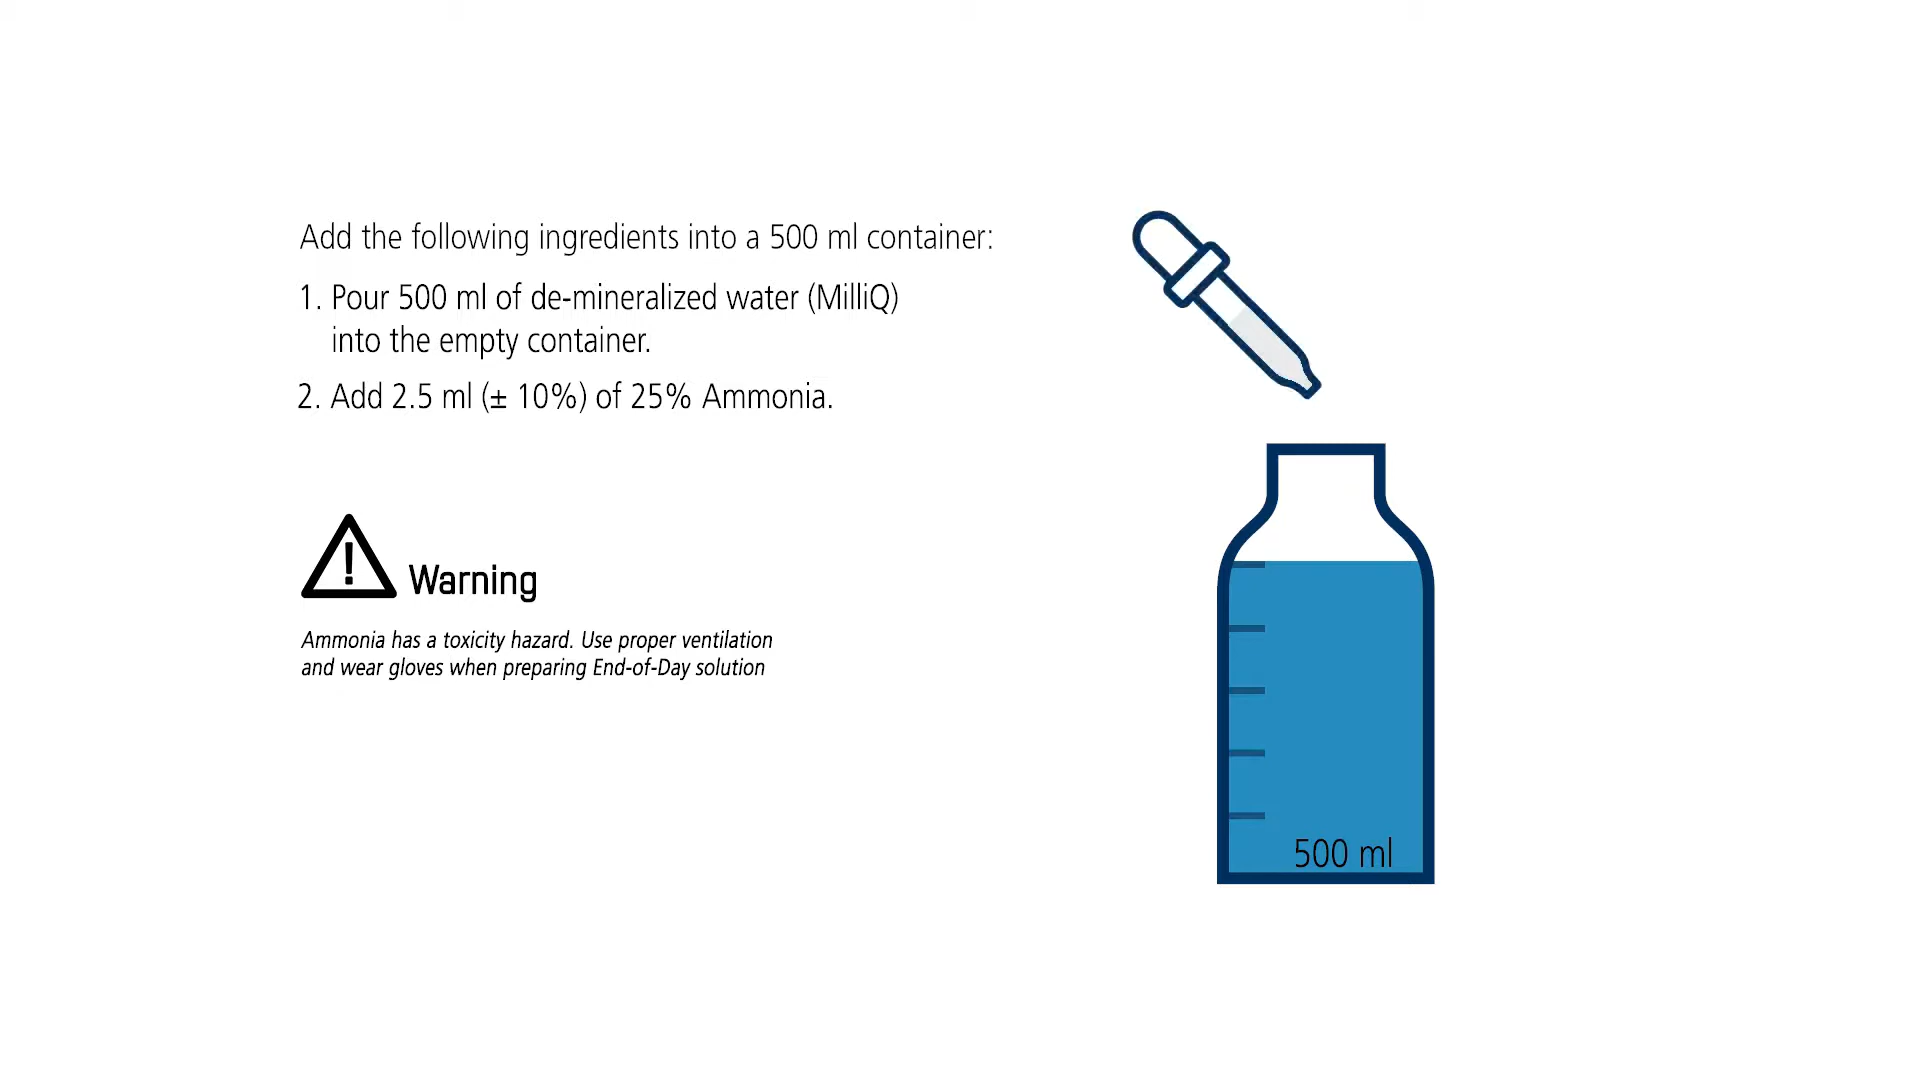 Add the following ingredients into a 500 ml container:
1. Pour 500 ml of de-mineralized water (MilliQ)
into the empty container.
2. Add 2.5 ml (± 10%) of 25% Ammonia.
! Warning
Ammonia has a toxicity hazard. Use proper ventilation
and wear gloves when preparing End-of-Day solution
500 ml